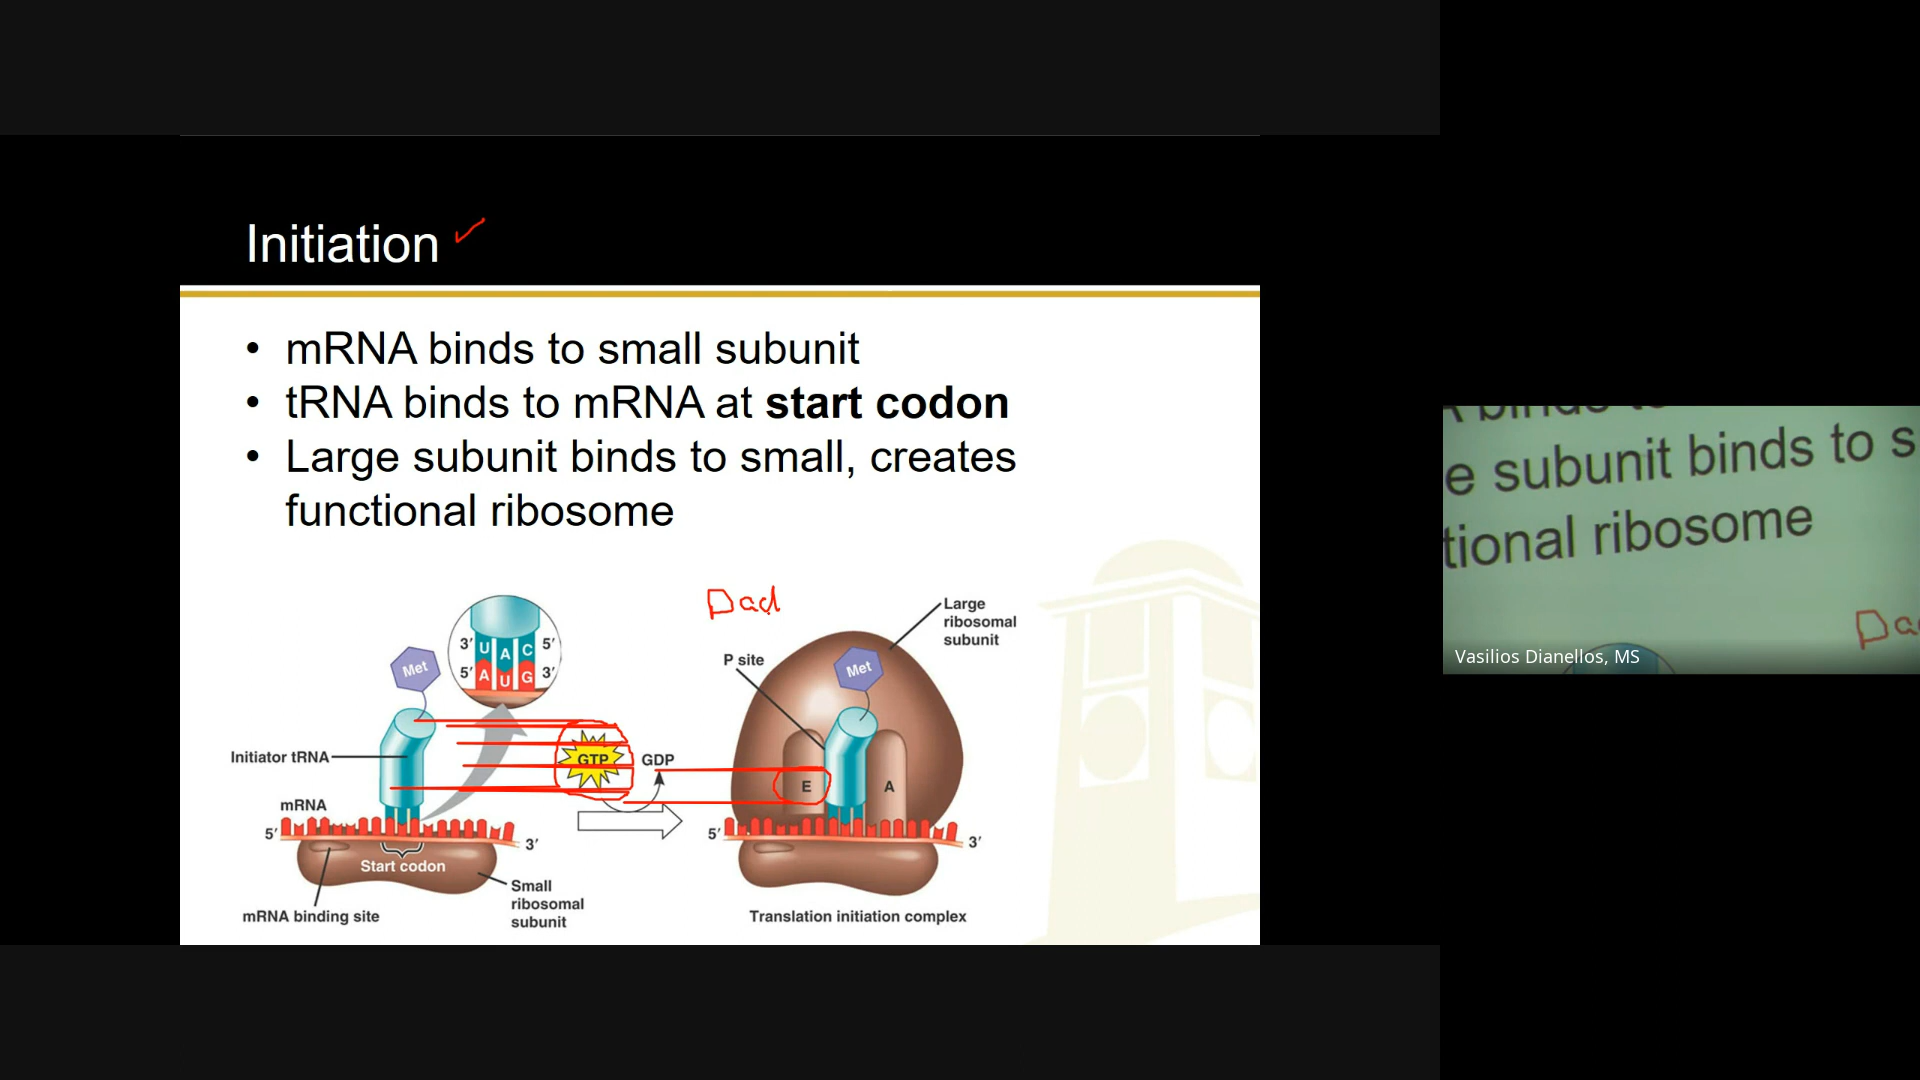 Initiation
• mRNA binds to small subunit
• tRNA binds to mRNA at start codon
• Large subunit binds to small, creates
functional ribosome
Dad
Large
ribosomal
subunit
3′ U A C 5′
5′ A U G 3′
Met
P site
Met
Initiator tRNA
GTP
GDP
E
A
mRNA
5′
3′
5′
3′
Start codon
Small
ribosomal
subunit
mRNA binding site
Translation initiation complex
e subunit binds to s
tional ribosome
Da
Vasilios Dianellos, MS